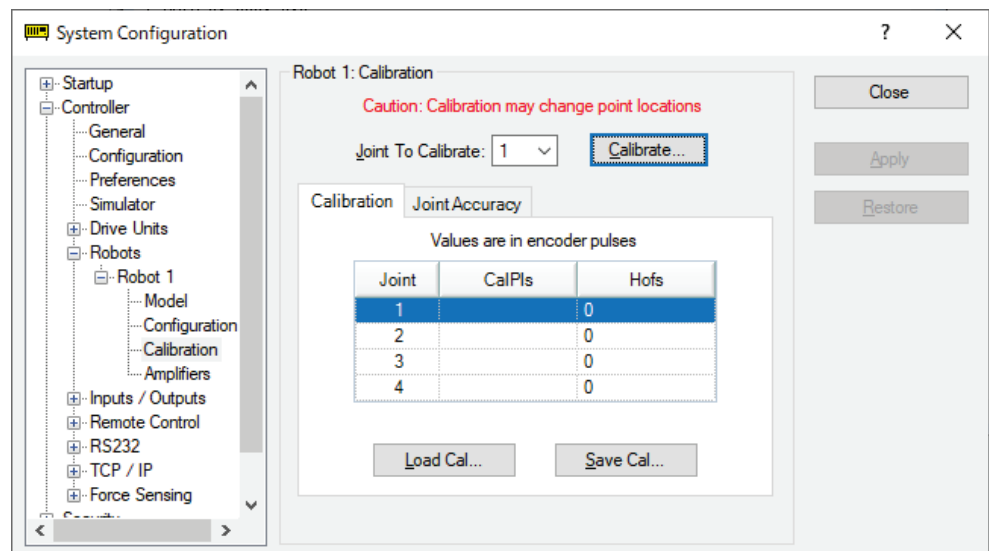 System Configuration
?
Startup
Controller
General
Configuration
Preferences
Simulator
Drive Units
Robots
Robot 1
Model
Configuration
Calibration
Amplifiers
Inputs / Outputs
Remote Control
RS232
TCP / IP
Force Sensing
Robot 1: Calibration
Caution: Calibration may change point locations
Joint To Calibrate: 1 Calibrate...
Calibration Joint Accuracy
Values are in encoder pulses
Joint CalPls Hofs
1 0
2 0
3 0
4 0
Load Cal... Save Cal...
Close
Apply
Restore